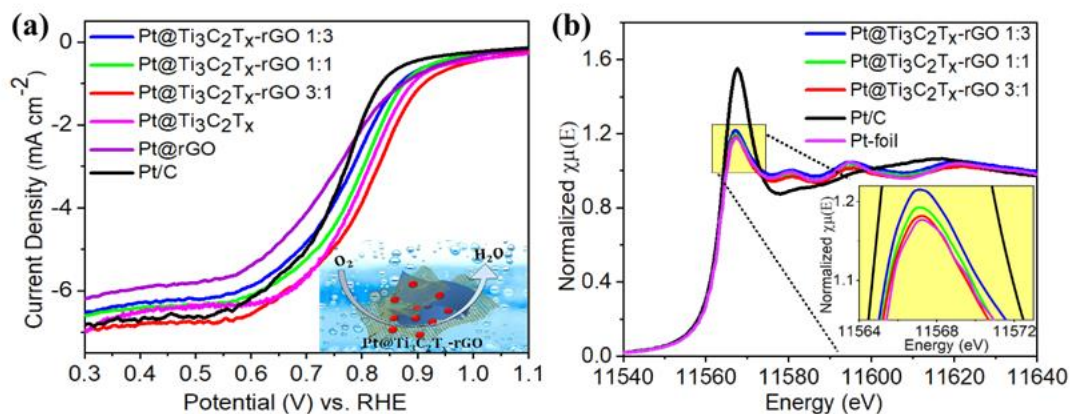 (a)
Pt@Ti3C2Tx-rGO 1:3
Pt@Ti3C2Tx-rGO 1:1
Pt@Ti3C2Tx-rGO 3:1
Pt@Ti3C2Tx
Pt@rGO
Pt/C
Current Density (mA cm-2)
0
-2
-4
-6
O2
H2O
Pt@Ti3C2Tx-rGO
0.3 0.4 0.5 0.6 0.7 0.8 0.9 1.0 1.1
Potential (V) vs. RHE
(b)
Pt@Ti3C2Tx-rGO 1:3
Pt@Ti3C2Tx-rGO 1:1
Pt@Ti3C2Tx-rGO 3:1
Pt/C
Pt-foil
Normalized χμ(E)
1.6
1.2
0.8
0.4
0.0
Normalized χμ(E)
1.2
1.1
11564 11568 11572
Energy (eV)
11540 11560 11580 11600 11620 11640
Energy (eV)